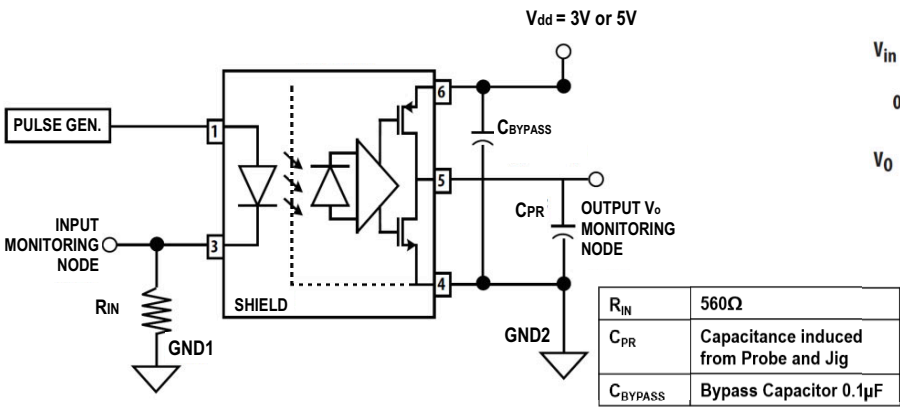 Vdd = 3V or 5V
Vin
0
VO
PULSE GEN.
1
6
CBYPASS
5
CPR
OUTPUT Vo
MONITORING
NODE
INPUT
MONITORING
NODE
3
4
RIN
SHIELD
GND1
GND2
RIN 560Ω
CPR Capacitance induced
from Probe and Jig
CBYPASS Bypass Capacitor 0.1µF